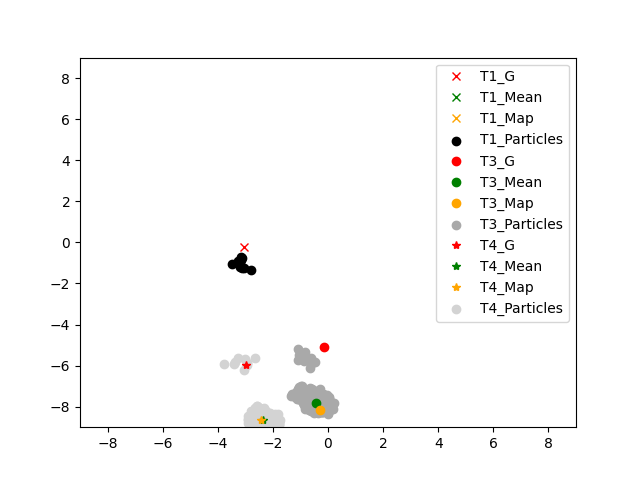 8
6
4
2
0
−2
−4
−6
−8
−8 −6 −4 −2 0 2 4 6 8
T1_G
T1_Mean
T1_Map
T1_Particles
T3_G
T3_Mean
T3_Map
T3_Particles
T4_G
T4_Mean
T4_Map
T4_Particles